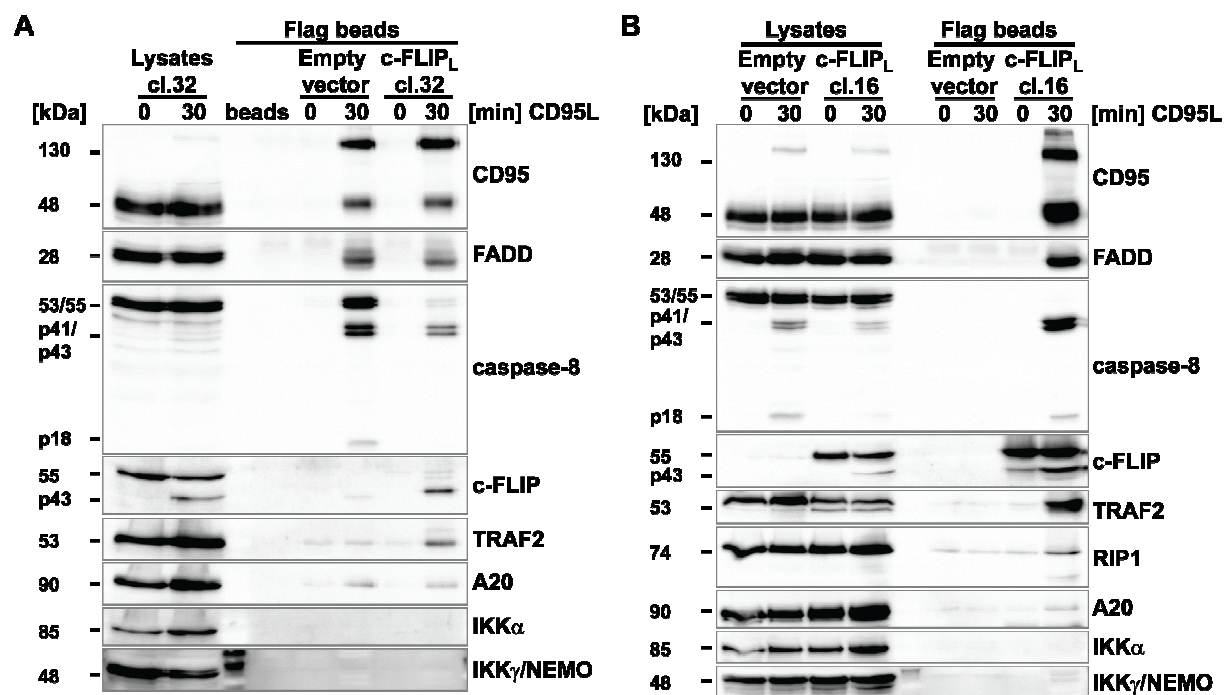 A
Flag beads
Lysates Empty c-FLIPL
cl.32 vector cl.32
[kDa] 0 30 beads 0 30 0 30 [min] CD95L
130
CD95
48
28 FADD
53/55
p41/
p43
caspase-8
p18
55
c-FLIP
p43
53 TRAF2
90 A20
85 IKKα
48 IKKγ/NEMO
B
Lysates Flag beads
Empty c-FLIPL Empty c-FLIPL
vector cl.16 vector cl.16
[kDa] 0 30 0 30 0 30 0 30 [min] CD95L
130
CD95
48
28 FADD
53/55
p41/
p43
caspase-8
p18
55
c-FLIP
p43
53 TRAF2
74 RIP1
90 A20
85 IKKα
48 IKKγ/NEMO